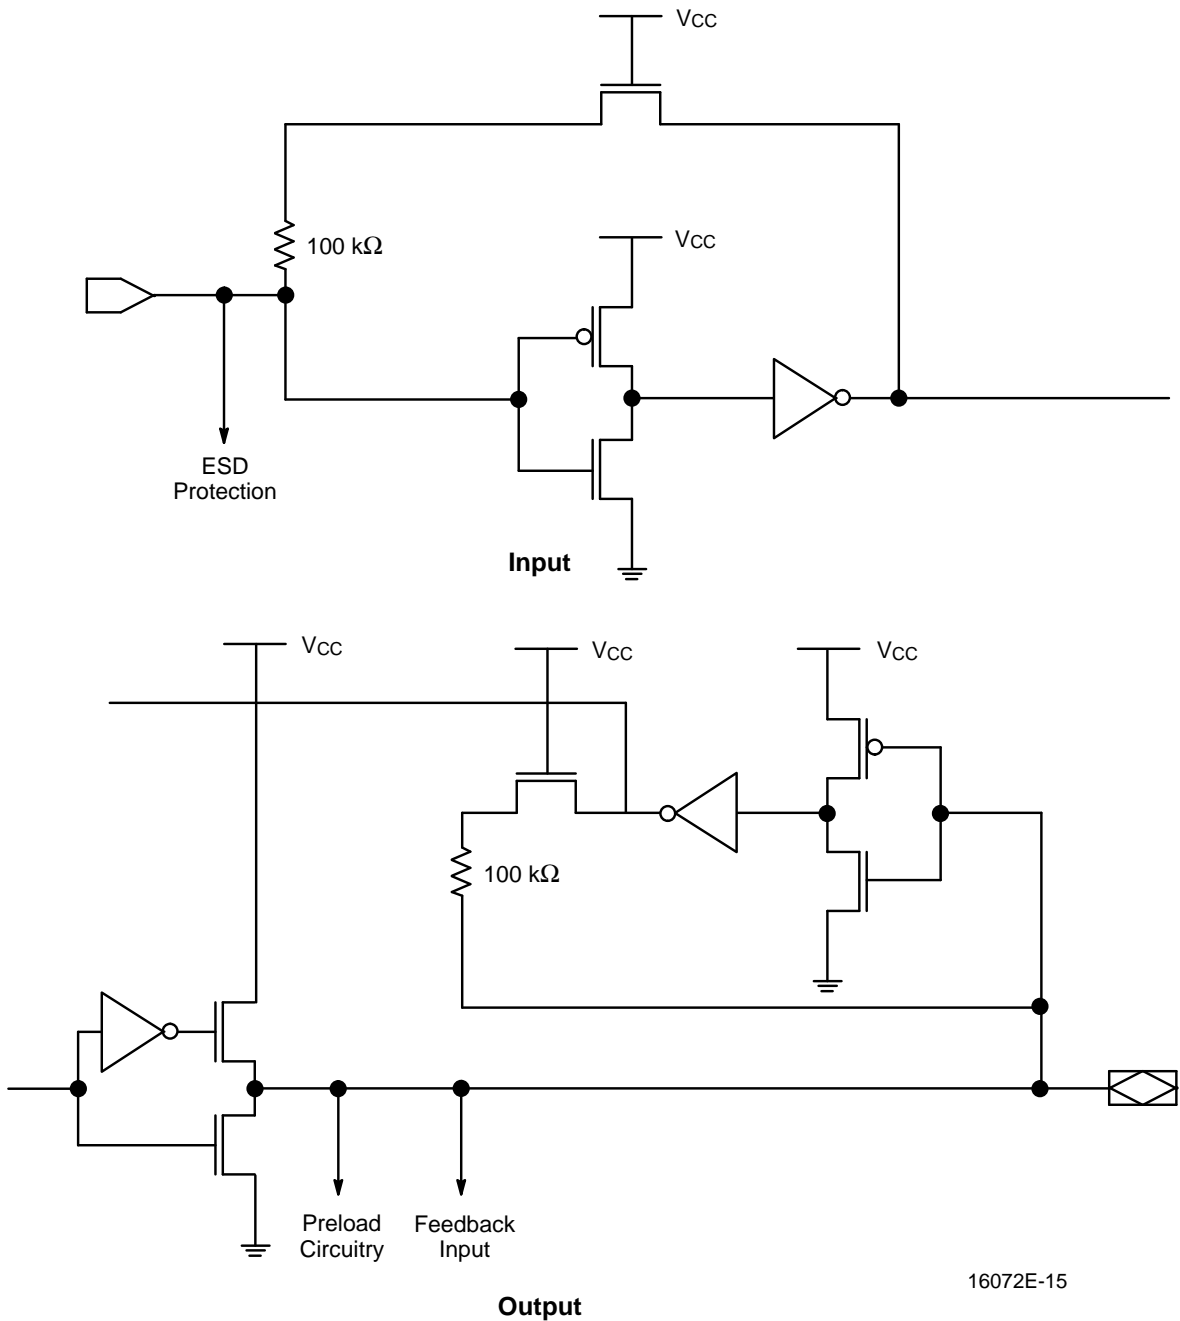 VCC
100 kΩ
VCC
ESD
Protection
Input
VCC
VCC
VCC
100 kΩ
Preload
Circuitry
Feedback
Input
16072E-15
Output